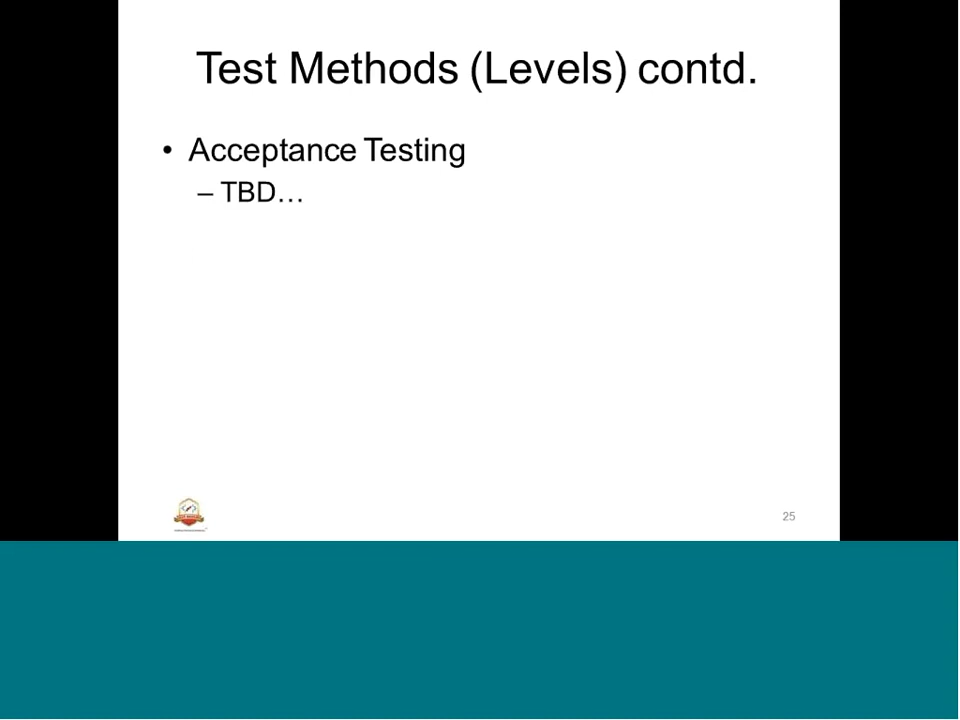 Test Methods (Levels) contd.
• Acceptance Testing
– TBD…
25